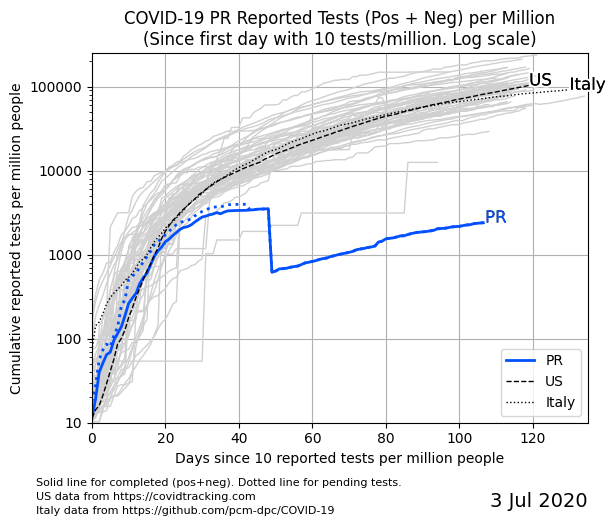 COVID-19 PR Reported Tests (Pos + Neg) per Million
(Since first day with 10 tests/million. Log scale)
Cumulative reported tests per million people
100000
10000
1000
100
10
US
Italy
PR
PR
US
Italy
0
20
40
60
80
100
120
Days since 10 reported tests per million people
Solid line for completed (pos+neg). Dotted line for pending tests.
US data from https://covidtracking.com
Italy data from https://github.com/pcm-dpc/COVID-19
3 Jul 2020